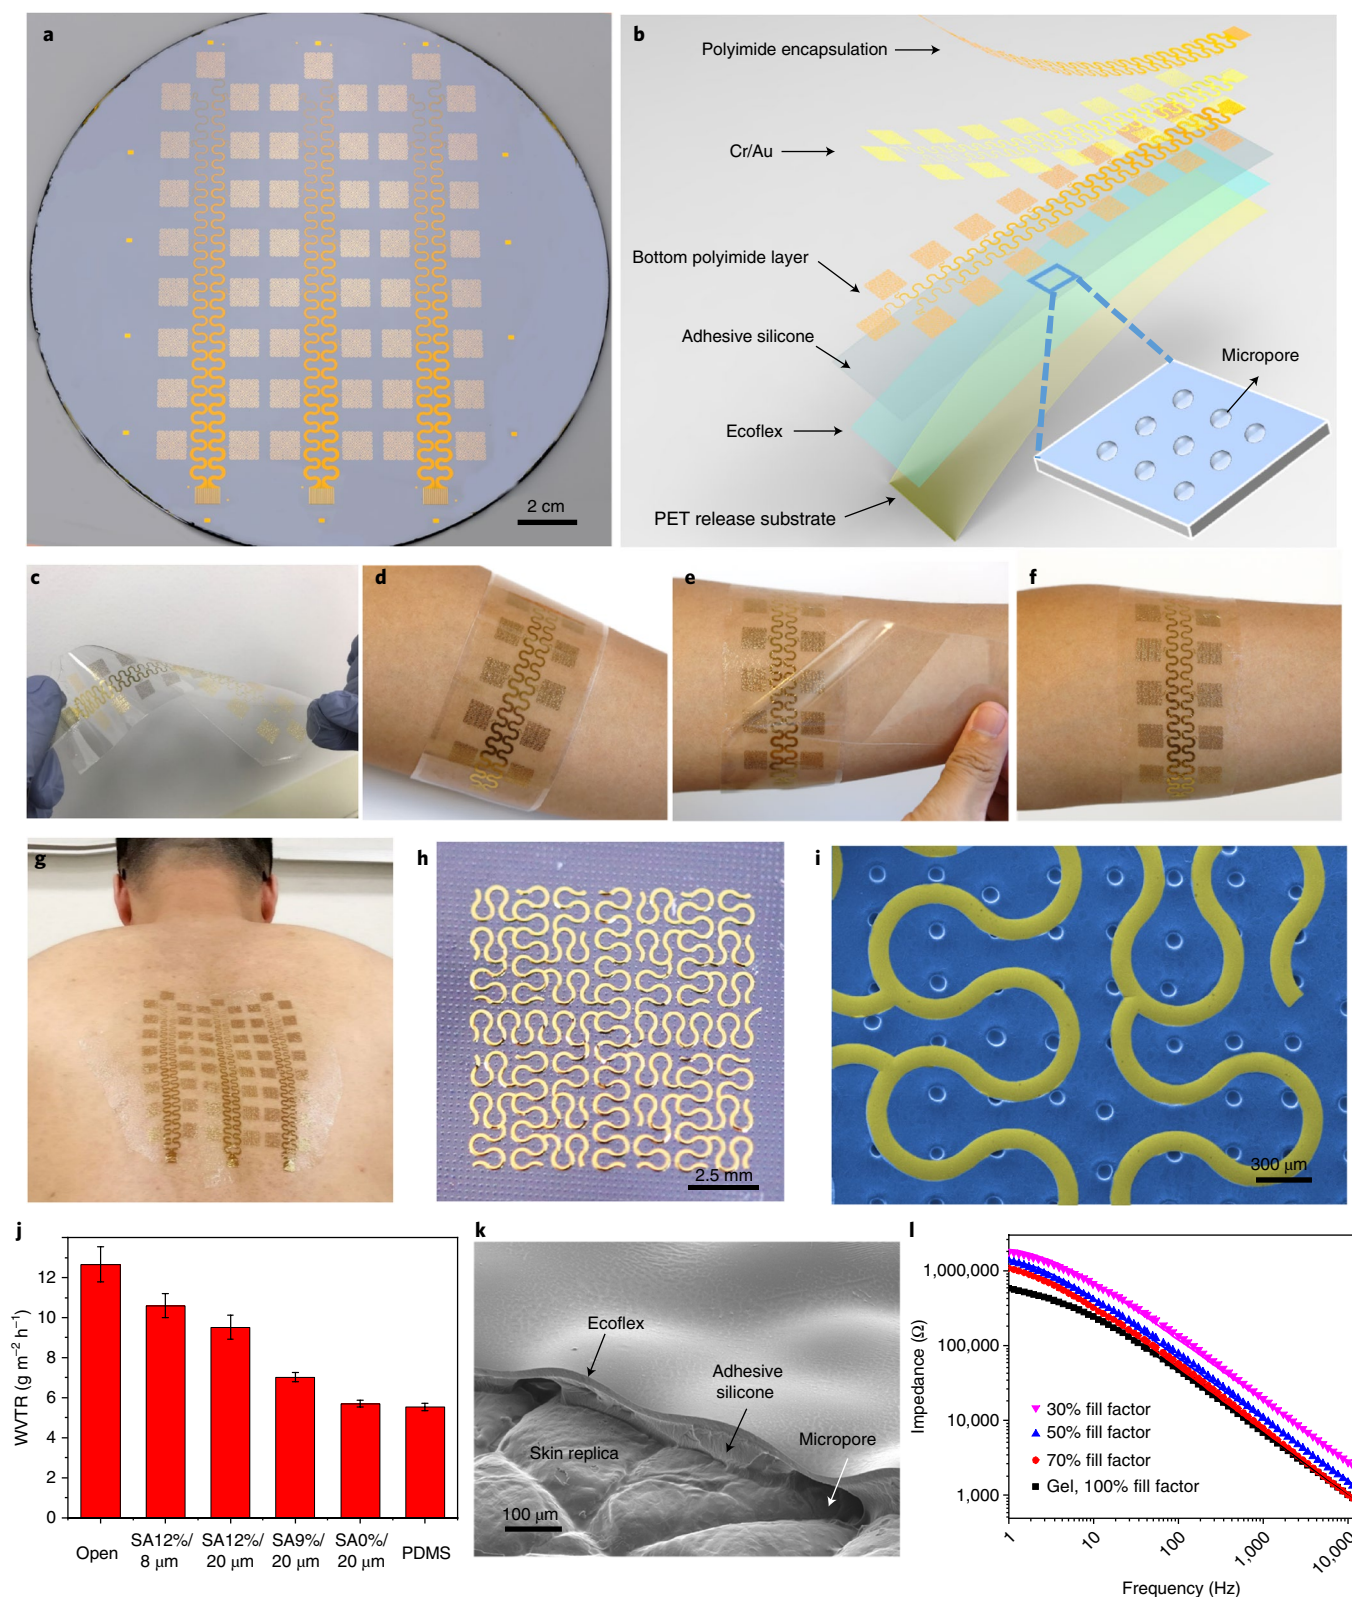 a
2 cm
b
Polyimide encapsulation
Cr/Au
Bottom polyimide layer
Adhesive silicone
Micropore
Ecoflex
PET release substrate
c
d
e
f
g
h
2.5 mm
i
300 μm
j
WVTR (g m⁻² h⁻¹)
12
10
8
6
4
2
0
Open
SA12%/
8 μm
SA12%/
20 μm
SA9%/
20 μm
SA0%/
20 μm
PDMS
k
Ecoflex
Adhesive
silicone
Micropore
Skin replica
100 μm
l
Impedance (Ω)
1,000,000
100,000
10,000
1,000
30% fill factor
50% fill factor
70% fill factor
Gel, 100% fill factor
1
10
100
1,000
10,000
Frequency (Hz)